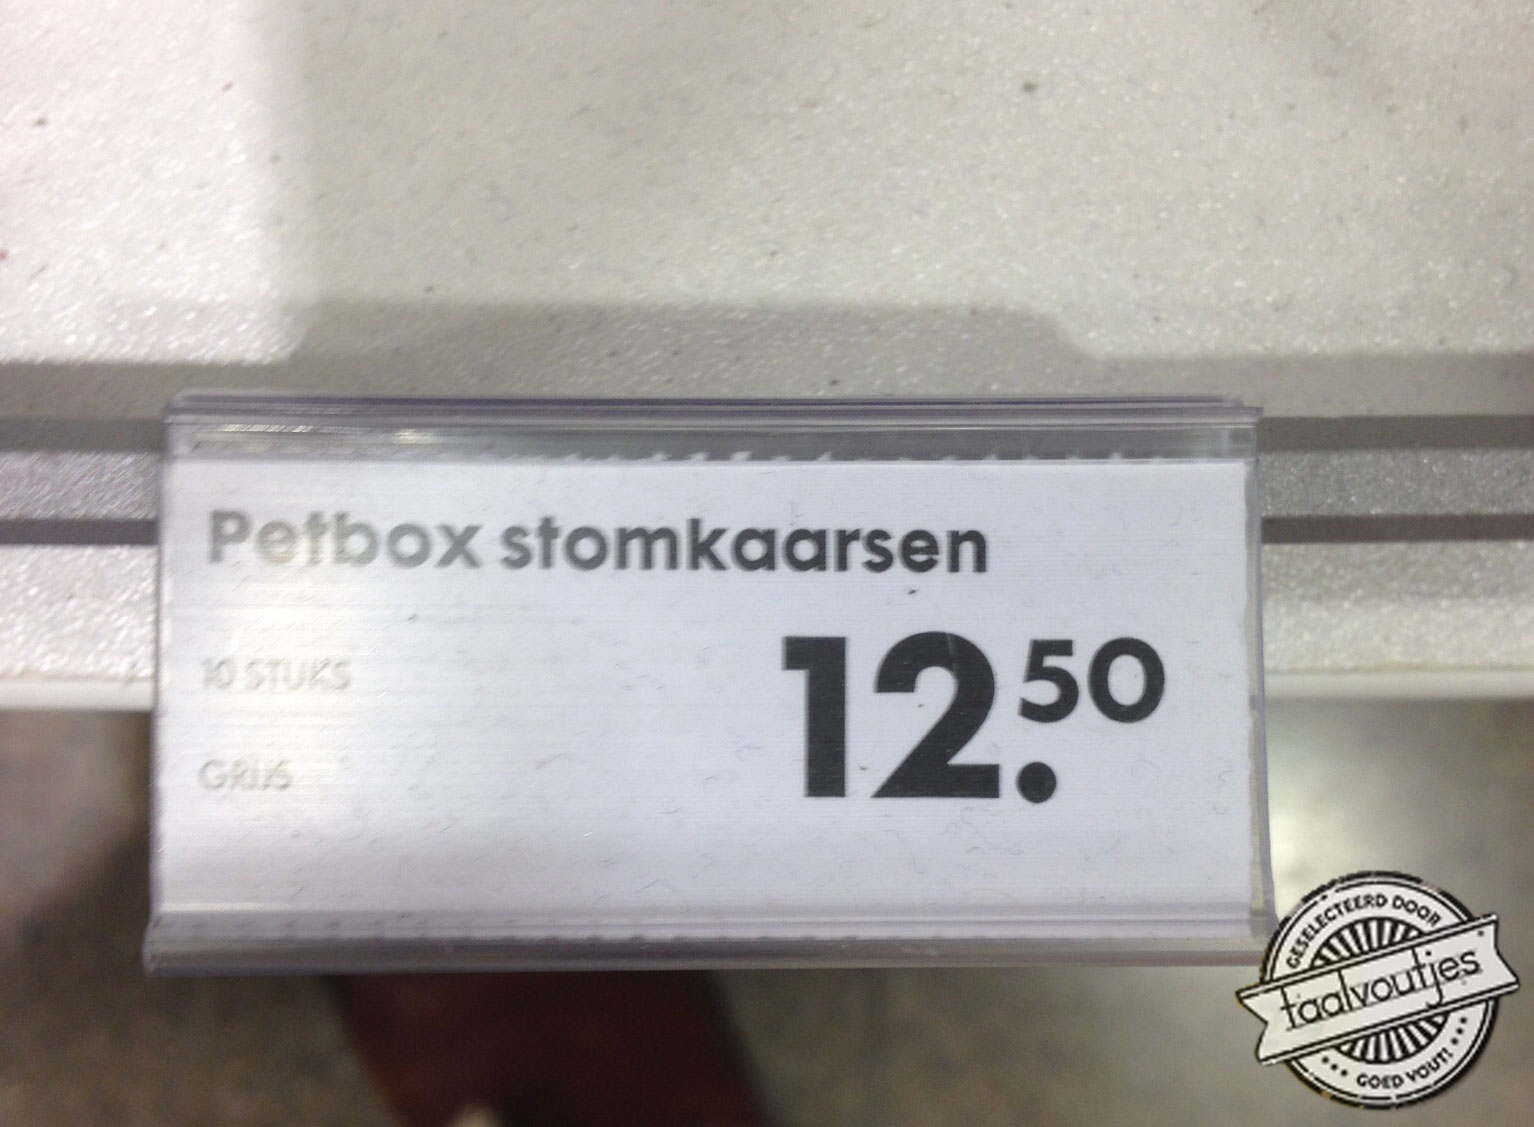 Petbox stomkaarsen
10 STUKS
12.50
GRIJS
GESELECTEERD DOOR
taalvoutjes
GOED VOUT!